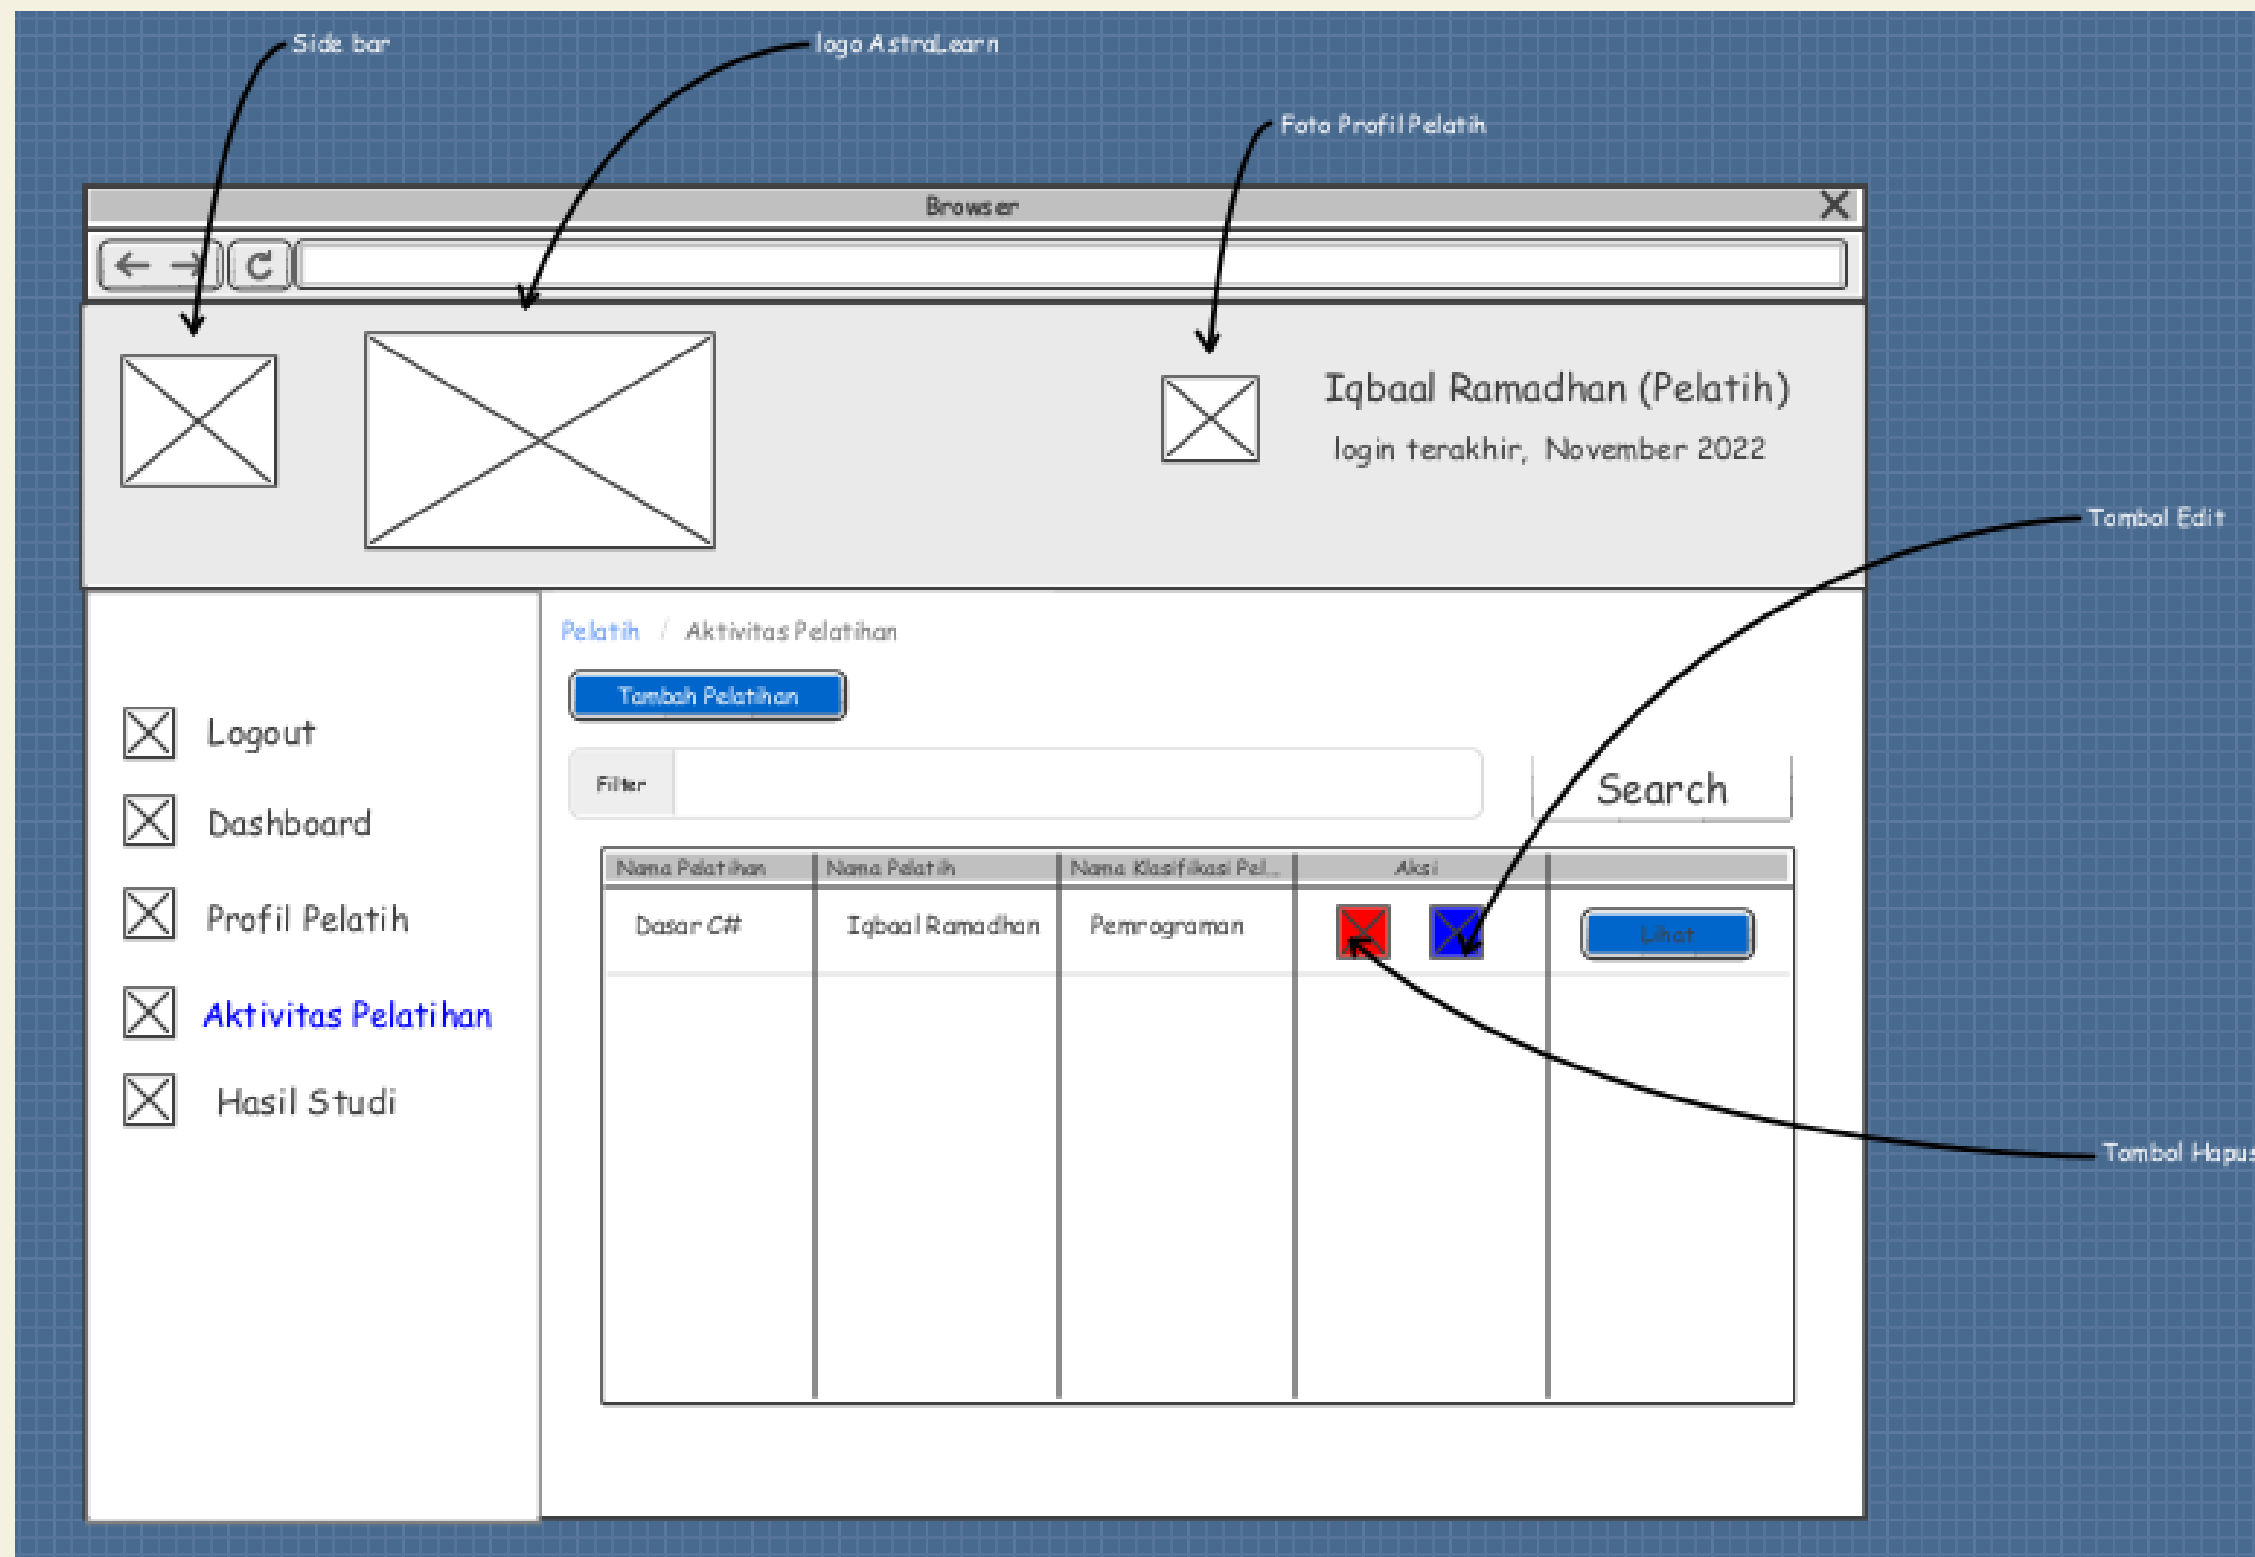 Side bar
logo AstraLearn
Foto Profil Pelatih
Browser
Iqbaal Ramadhan (Pelatih)
login terakhir, November 2022
Tombol Edit
Pelatih / Aktivitas Pelatihan
Tambah Pelatihan
Logout
Filter
Search
Dashboard
Nama Pelatihan
Nama Pelatih
Nama Klasifikasi Pel...
Aksi
Profil Pelatih
Dasar C#
Iqbaal Ramadhan
Pemrograman
Lihat
Aktivitas Pelatihan
Hasil Studi
Tombol Hapus